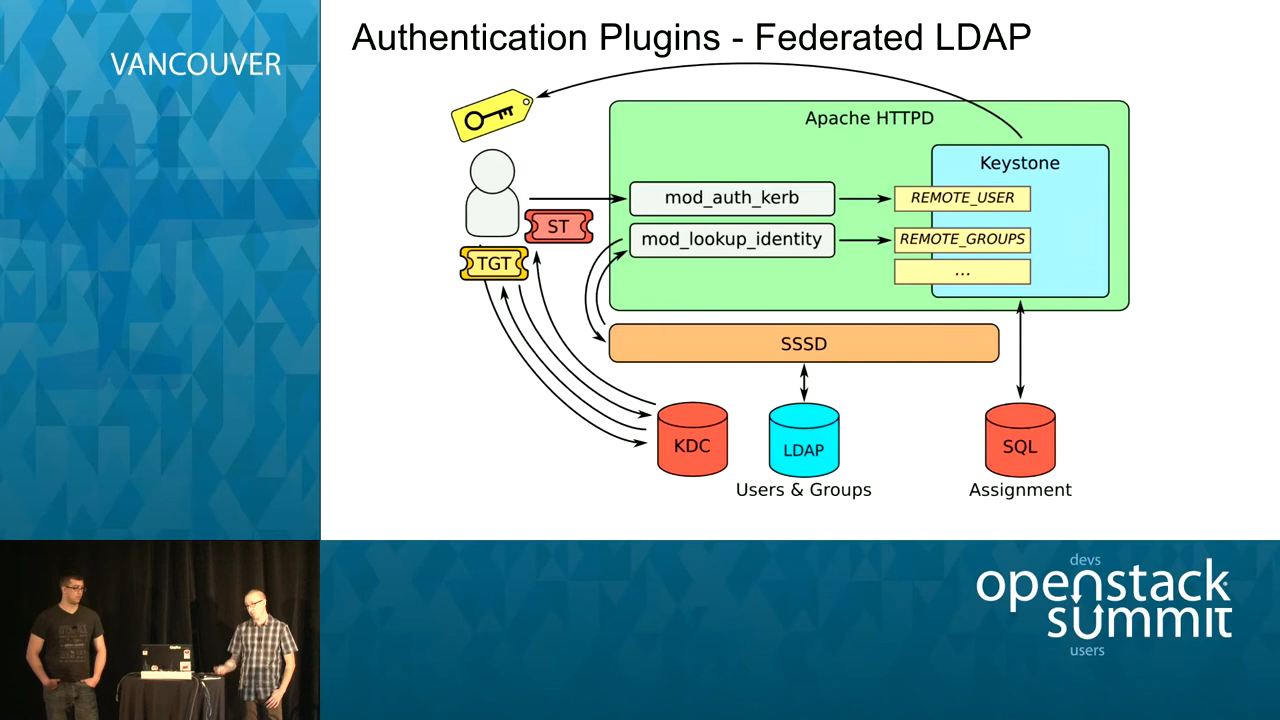 VANCOUVER
Authentication Plugins - Federated LDAP
Apache HTTPD
Keystone
mod_auth_kerb
REMOTE_USER
ST
mod_lookup_identity
REMOTE_GROUPS
TGT
...
SSSD
KDC
LDAP
SQL
Users & Groups
Assignment
devs
openstack
summit
users